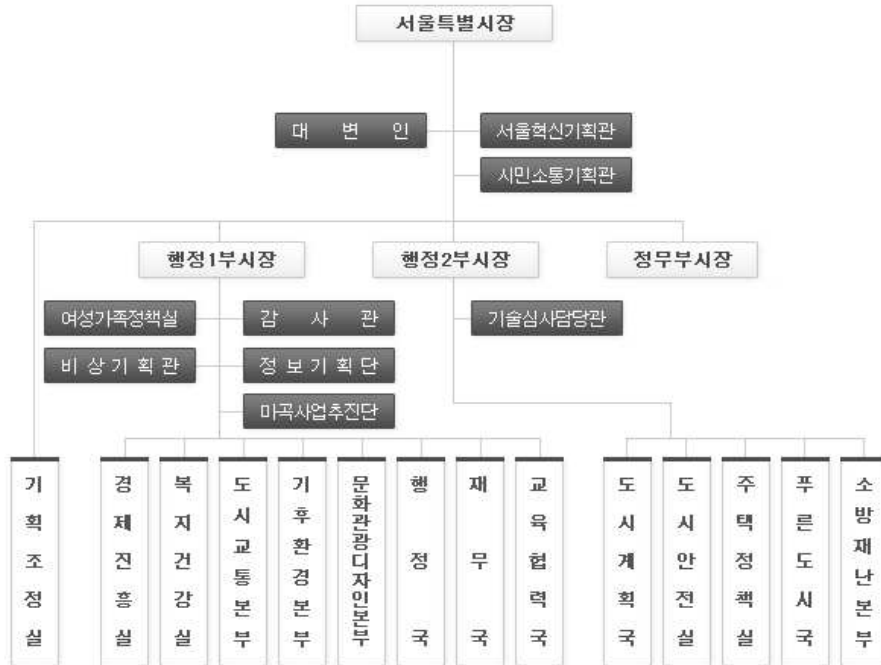 서울특별시장
대 변 인
서울혁신기획관
시민소통기획관
행정1부시장
행정2부시장
정무부시장
여성가족정책실
감 사 관
기술심사담당관
비 상 기 획 관
정 보 기 획 단
마곡사업추진단
기획조정실
경제진흥실
복지건강실
도시교통본부
기후환경본부
문화관광디자인본부
행정국
재무국
교육협력국
도시계획국
도시안전실
주택정책실
푸른도시국
소방재난본부